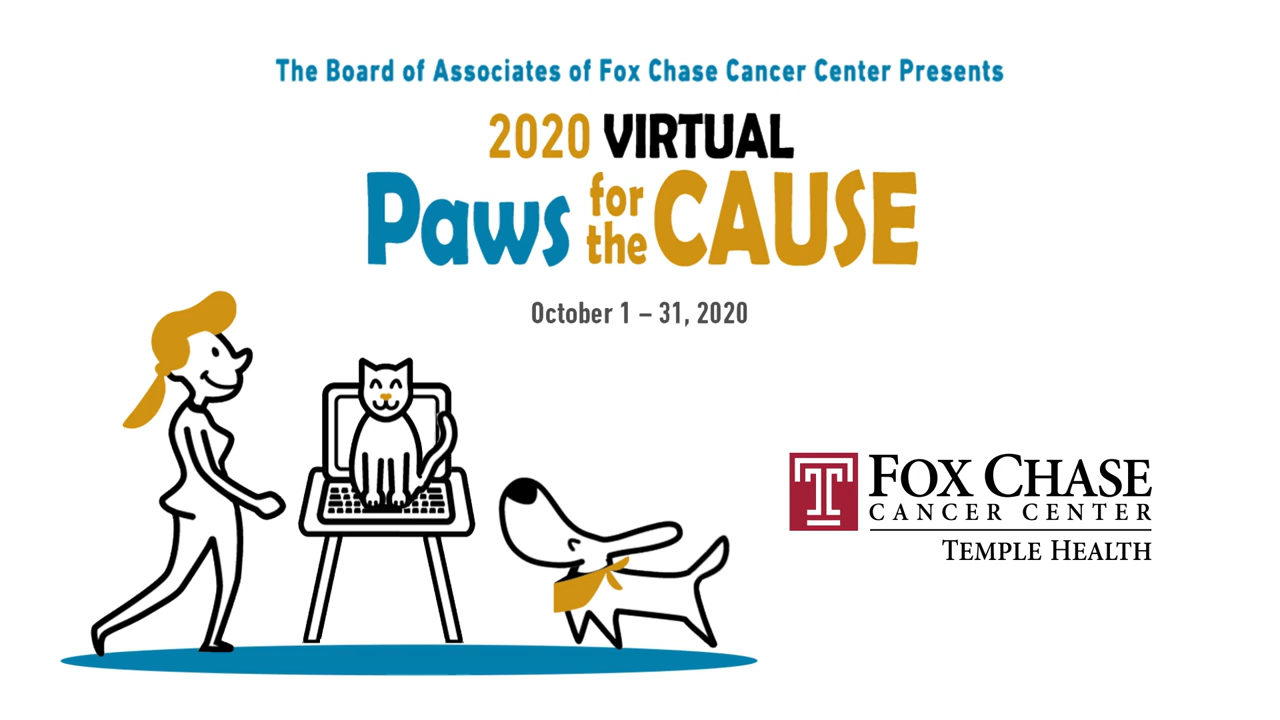 The Board of Associates of Fox Chase Cancer Center Presents
2020 VIRTUAL
Paws for the CAUSE
October 1 – 31, 2020
T
FOX CHASE
CANCER CENTER
TEMPLE HEALTH